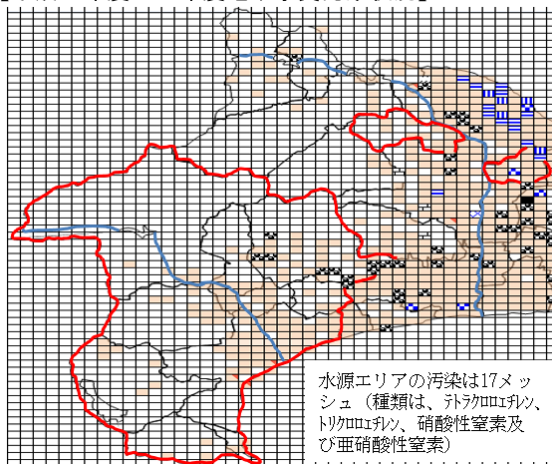 水源エリアの汚染は17メッ
シュ（種類は、テトラクロロエチレン、
トリクロロエチレン、硝酸性窒素及
び亜硝酸性窒素）